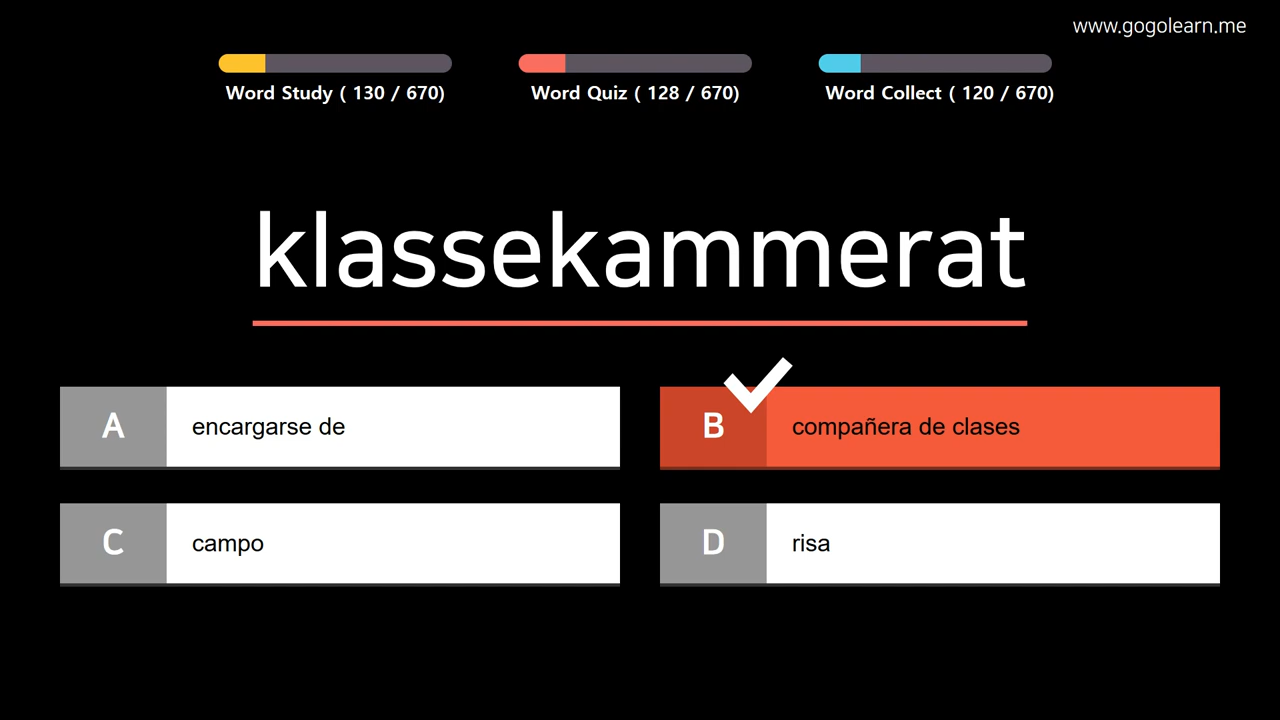 www.gogolearn.me
Word Study ( 130 / 670)
Word Quiz ( 128 / 670)
Word Collect ( 120 / 670)
klassekammerat
A encargarse de
B compañera de clases
C campo
D risa